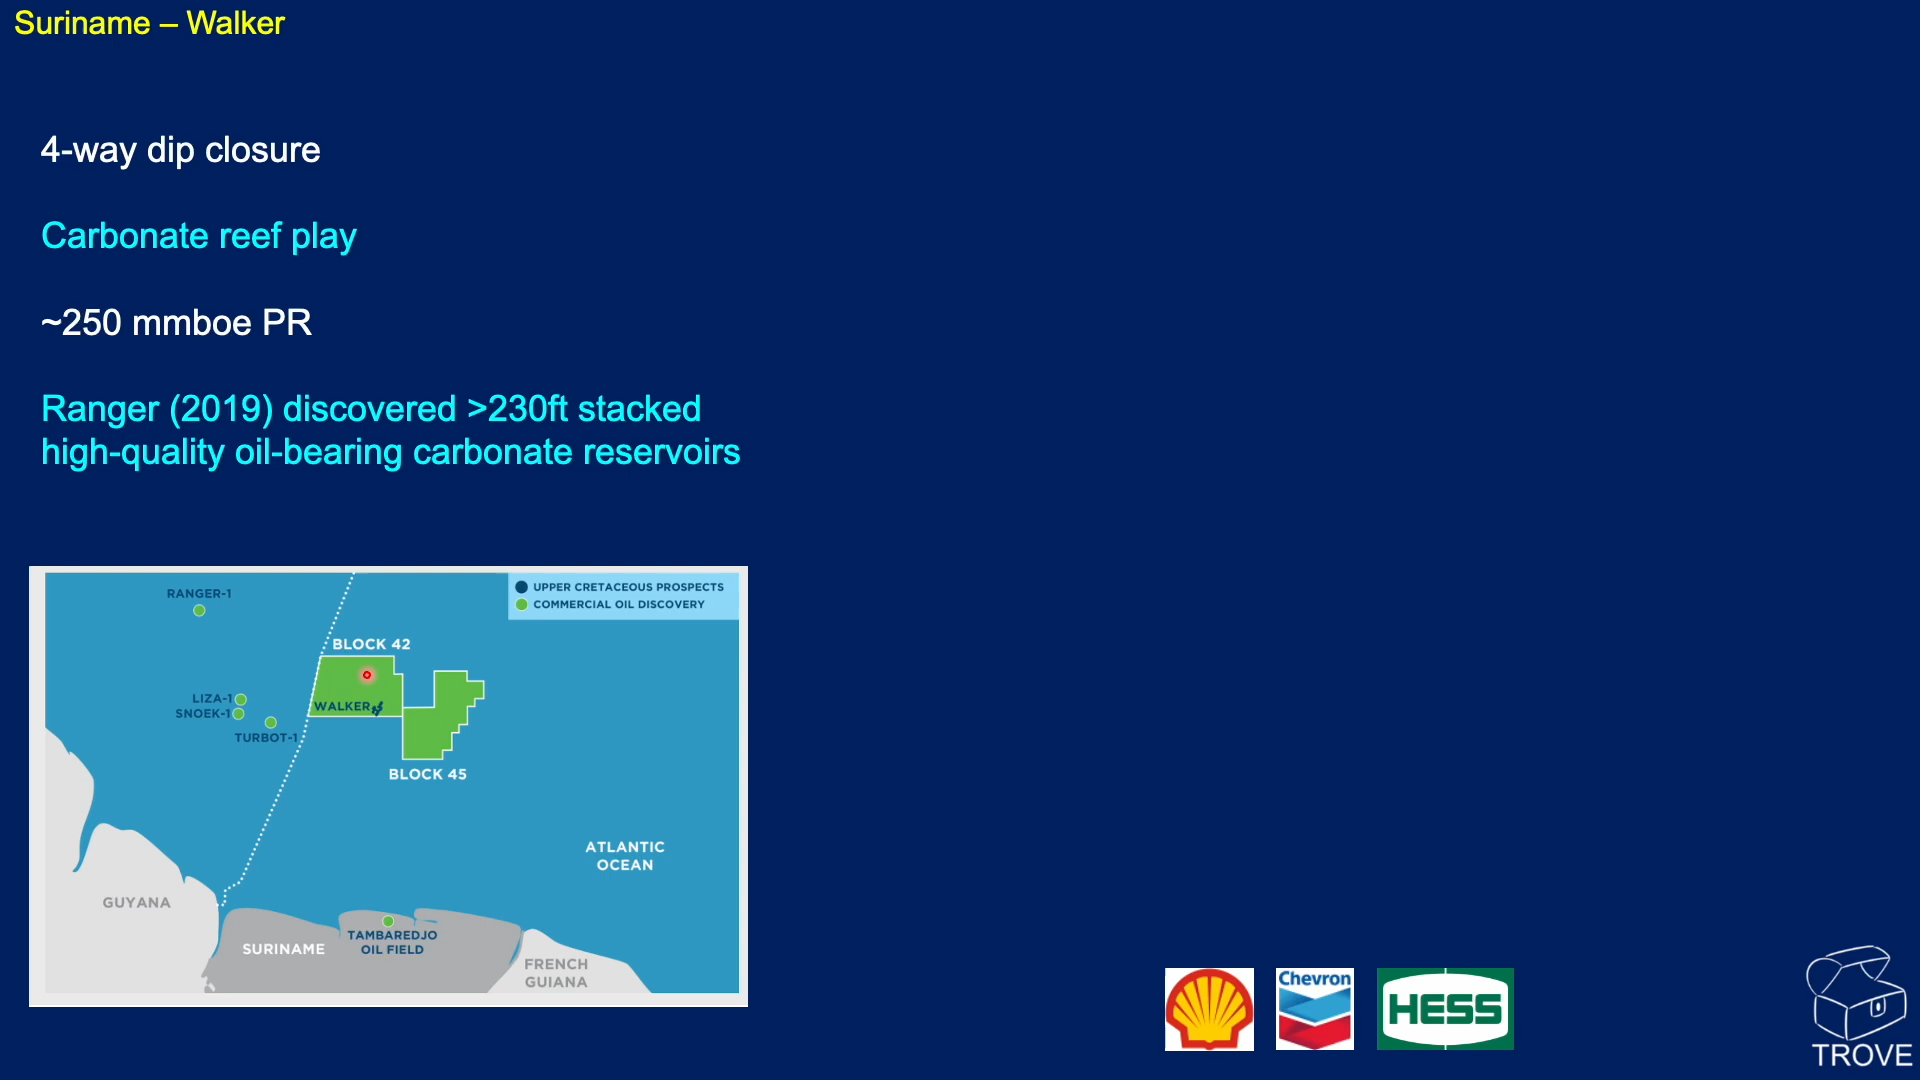 Suriname – Walker
4-way dip closure
Carbonate reef play
~250 mmboe PR
Ranger (2019) discovered >230ft stacked
high-quality oil-bearing carbonate reservoirs
RANGER-1
UPPER CRETACEOUS PROSPECTS
COMMERCIAL OIL DISCOVERY
BLOCK 42
LIZA-1
SNOEK-1
WALKER
TURBOT-1
BLOCK 45
ATLANTIC
OCEAN
GUYANA
SURINAME
TAMBAREDJO
OIL FIELD
FRENCH
GUIANA
Chevron
HESS
TROVE